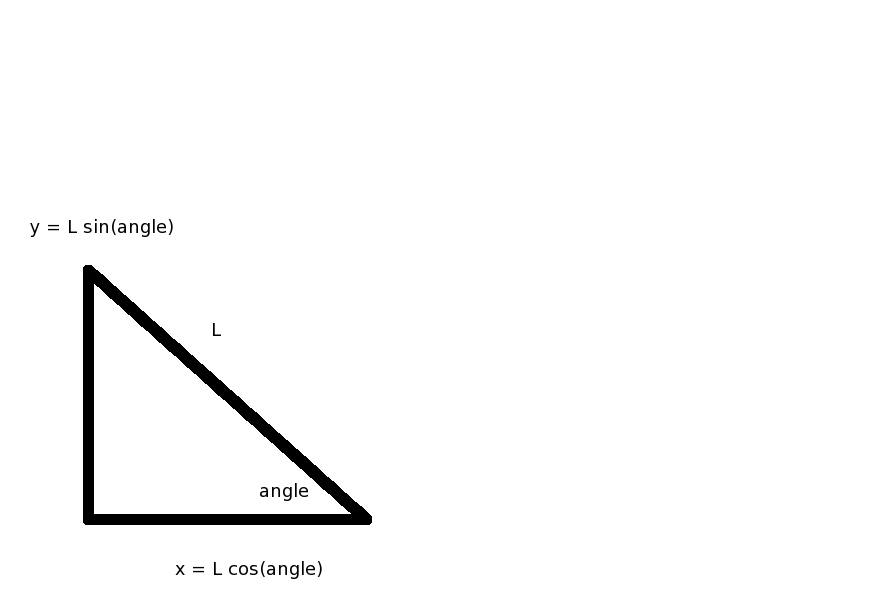 y = L sin(angle)
L
angle
x = L cos(angle)